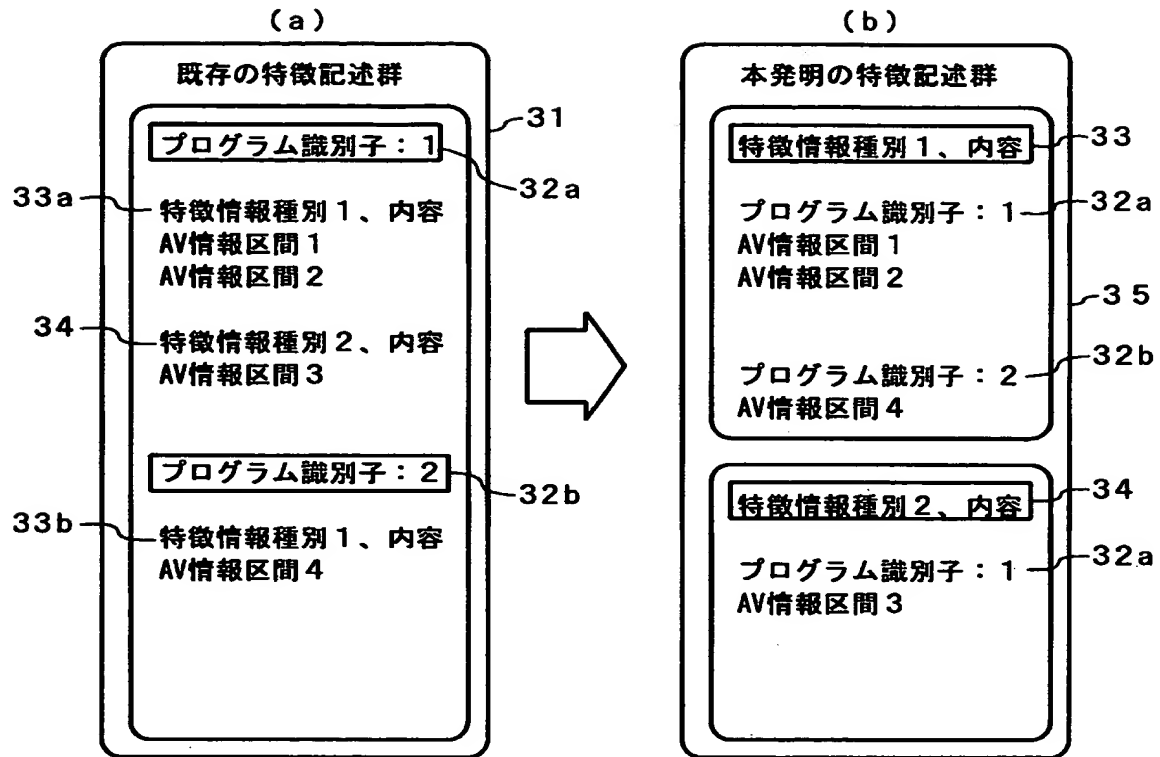 (a)
既存の特徴記述群
31
プログラム識別子：1
32a
33a
特徴情報種別1、内容
AV情報区間1
AV情報区間2
34
特徴情報種別2、内容
AV情報区間3
プログラム識別子：2
32b
33b
特徴情報種別1、内容
AV情報区間4
(b)
本発明の特徴記述群
特徴情報種別1、内容
33
プログラム識別子：1
32a
AV情報区間1
AV情報区間2
35
プログラム識別子：2
32b
AV情報区間4
特徴情報種別2、内容
34
プログラム識別子：1
32a
AV情報区間3